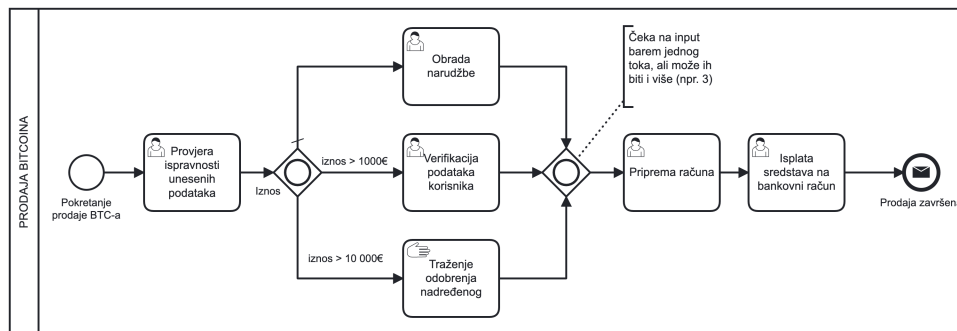 PRODAJA BITCOINA
Pokretanje
prodaje BTC-a
Provjera
ispravnosti
unesenih
podataka
Iznos
Obrada
narudžbe
iznos > 1000€
Verifikacija
podataka
korisnika
iznos > 10 000€
Traženje
odobrenja
nadređenog
Čeka na input
barem jednog
toka, ali može ih
biti i više (npr. 3)
Priprema računa
Isplata
sredstava na
bankovni račun
Prodaja završena